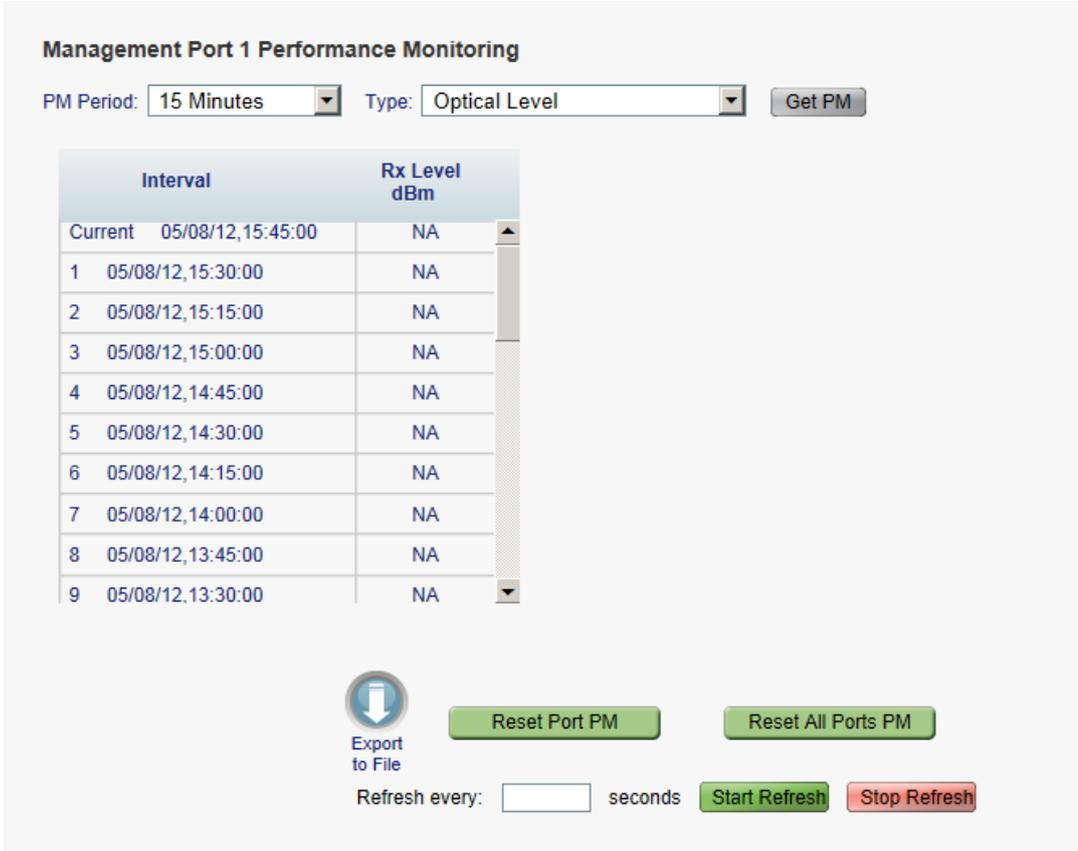 Management Port 1 Performance Monitoring
PM Period: 15 Minutes Type: Optical Level Get PM
Interval Rx Level dBm
Current 05/08/12,15:45:00 NA
1 05/08/12,15:30:00 NA
2 05/08/12,15:15:00 NA
3 05/08/12,15:00:00 NA
4 05/08/12,14:45:00 NA
5 05/08/12,14:30:00 NA
6 05/08/12,14:15:00 NA
7 05/08/12,14:00:00 NA
8 05/08/12,13:45:00 NA
9 05/08/12,13:30:00 NA
Export
to File
Reset Port PM Reset All Ports PM
Refresh every: seconds Start Refresh Stop Refresh